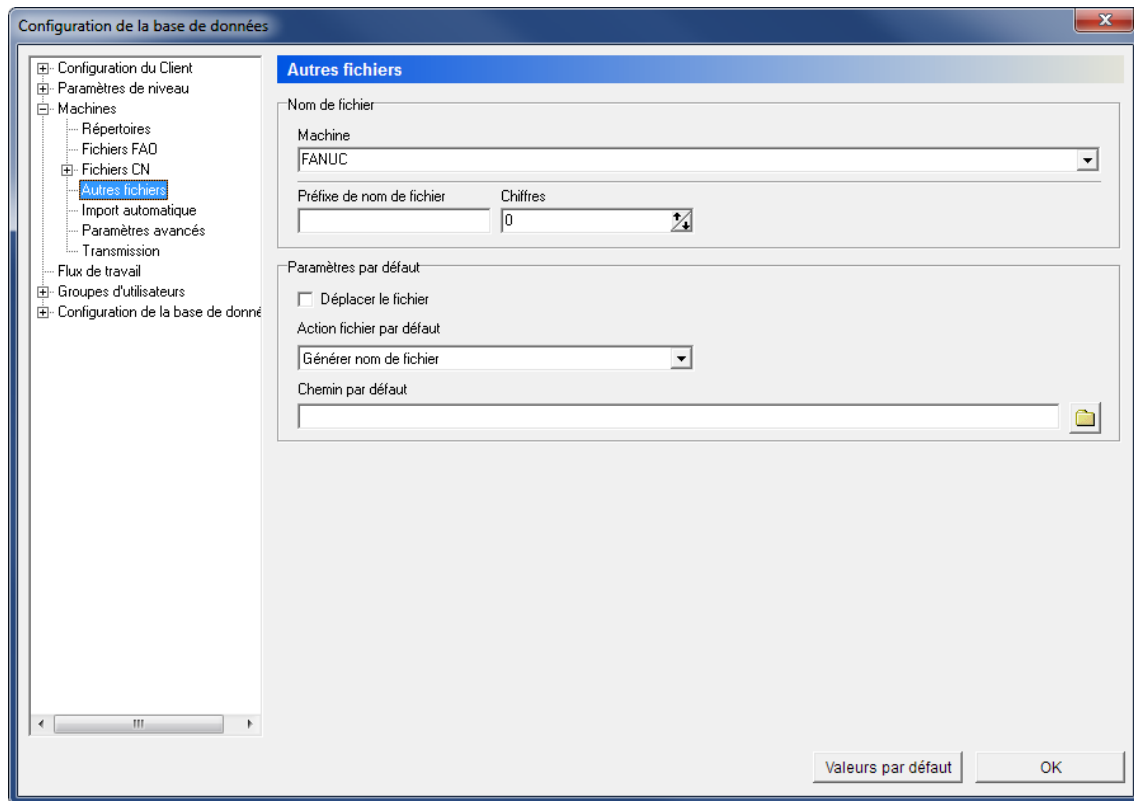 Configuration de la base de données
Configuration du Client
Paramètres de niveau
Machines
Répertoires
Fichiers FAO
Fichiers CN
Autres fichiers
Import automatique
Paramètres avancés
Transmission
Flux de travail
Groupes d'utilisateurs
Configuration de la base de donné
Autres fichiers
Nom de fichier
Machine
FANUC
Préfixe de nom de fichier Chiffres
0
Paramètres par défaut
Déplacer le fichier
Action fichier par défaut
Générer nom de fichier
Chemin par défaut
Valeurs par défaut OK